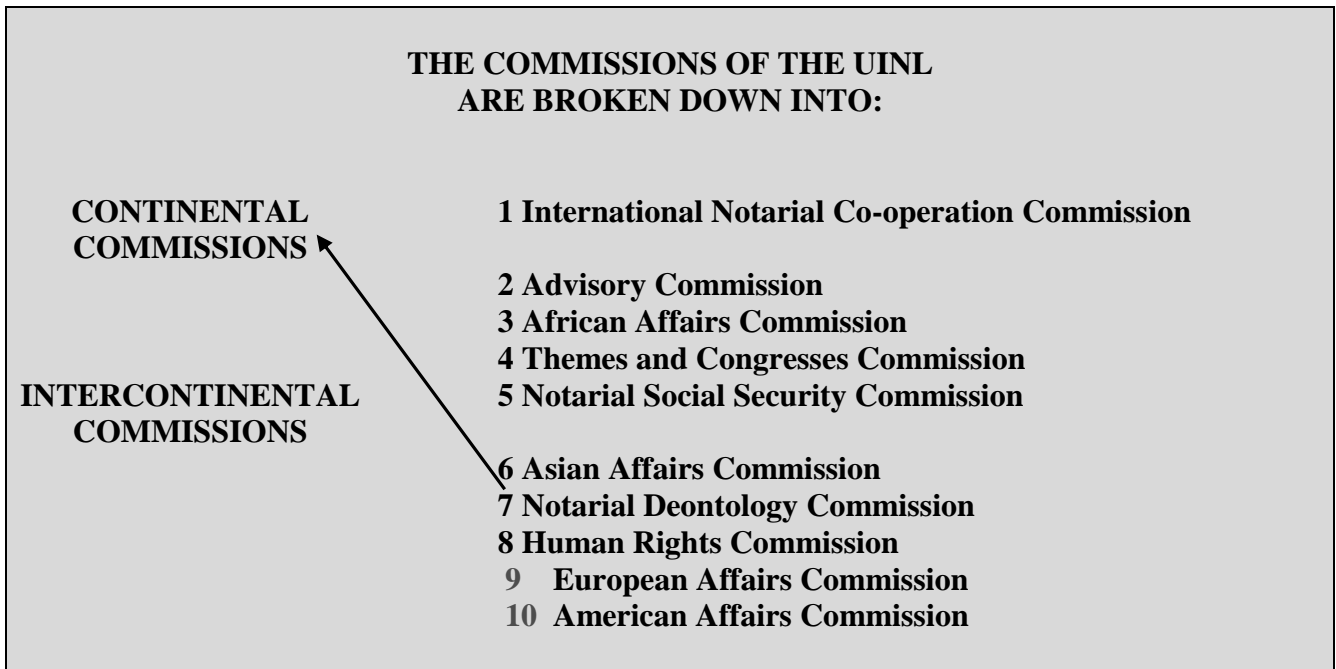 THE COMMISSIONS OF THE UINL
ARE BROKEN DOWN INTO:
CONTINENTAL
COMMISSIONS
INTERCONTINENTAL
COMMISSIONS
1 International Notarial Co-operation Commission
2 Advisory Commission
3 African Affairs Commission
4 Themes and Congresses Commission
5 Notarial Social Security Commission
6 Asian Affairs Commission
7 Notarial Deontology Commission
8 Human Rights Commission
9 European Affairs Commission
10 American Affairs Commission